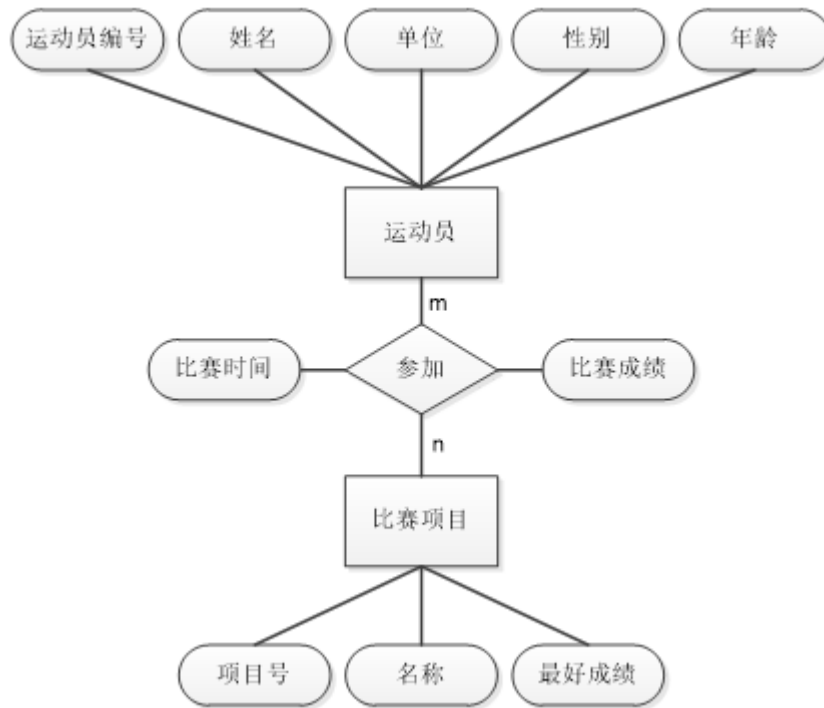 运动员编号
姓名
单位
性别
年龄
运动员
m
比赛时间
参加
比赛成绩
n
比赛项目
项目号
名称
最好成绩